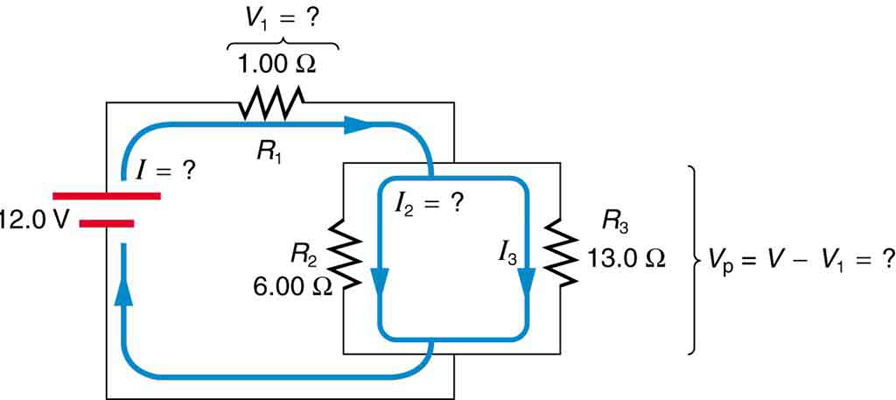 V₁ = ?
1.00 Ω
R₁
I = ?
12.0 V
I₂ = ?
R₂
6.00 Ω
I₃
R₃
13.0 Ω
Vₚ = V – V₁ = ?